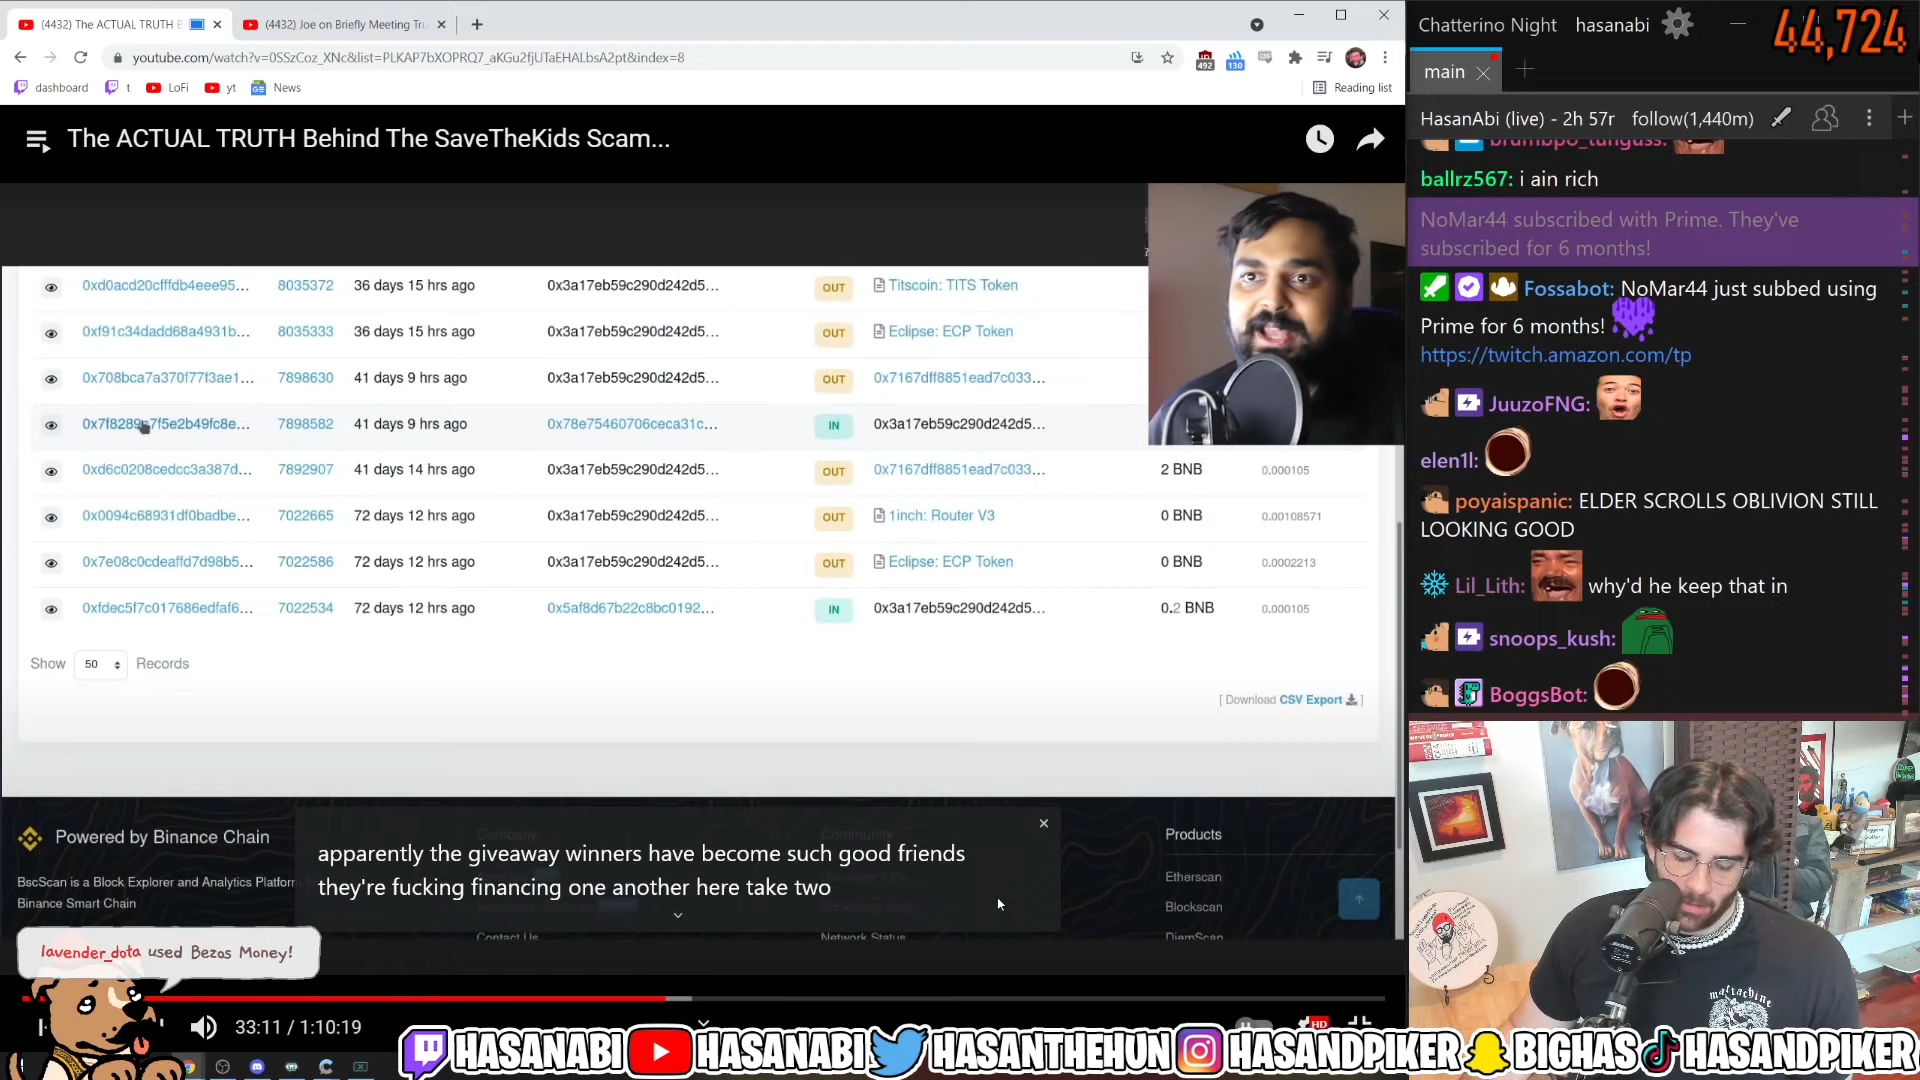 (4432) The ACTUAL TRUTH B
(4432) Joe on Briefly Meeting Tru
youtube.com/watch?v=0SSzCoz_XNc&list=PLKAP7bXOPRQ7_aKGu2fjUTaEHALbsA2pt&index=8
492
130
dashboard
t
LoFi
yt
News
Reading list
The ACTUAL TRUTH Behind The SaveTheKids Scam...
0xd0acd20cfffdb4eee95... 8035372 36 days 15 hrs ago 0x3a17eb59c290d242d5... OUT Titscoin: TITS Token
0xf91c34dadd68a4931b... 8035333 36 days 15 hrs ago 0x3a17eb59c290d242d5... OUT Eclipse: ECP Token
0x708bca7a370f77f3ae1... 7898630 41 days 9 hrs ago 0x3a17eb59c290d242d5... OUT 0x7167dff8851ead7c033...
7898582 41 days 9 hrs ago 0x78e75460706ceca31c... IN 0x3a17eb59c290d242d5...
0xd6c0208cedcc3a387d... 7892907 41 days 14 hrs ago 0x3a17eb59c290d242d5... OUT 0x7167dff8851ead7c033... 2 BNB 0.000105
0x0094c68931df0badbe... 7022665 72 days 12 hrs ago 0x3a17eb59c290d242d5... OUT 1inch: Router V3 0 BNB 0.00108571
0x7e08c0cdeaffd7d98b5... 7022586 72 days 12 hrs ago 0x3a17eb59c290d242d5... OUT Eclipse: ECP Token 0 BNB 0.0002213
0xfdec5f7c017686edfaf6... 7022534 72 days 12 hrs ago 0x5af8d67b22c8bc0192... IN 0x3a17eb59c290d242d5... 0.2 BNB 0.000105
Show 50 Records
[ Download CSV Export ]
Powered by Binance Chain
BscScan is a Block Explorer and Analytics Platform
Binance Smart Chain
Company
Community
Contact Us
Network Status
Products
Etherscan
Blockscan
DiemScan
apparently the giveaway winners have become such good friends
they're fucking financing one another here take two
lavender_dota used Bezos Money!
33:11 / 1:10:19
HD
HASANABI HASANABI HASANTHEHUN HASANDPIKER BIGHAS HASANDPIKER
Chatterino Night hasanabi
44,724
main
HasanAbi (live) - 2h 57r follow(1,440m)
ballrz567: i ain rich
NoMar44 subscribed with Prime. They've
subscribed for 6 months!
Fossabot: NoMar44 just subbed using
Prime for 6 months!
https://twitch.amazon.com/tp
JuuzoFNG:
elen1l:
poyaispanic: ELDER SCROLLS OBLIVION STILL
LOOKING GOOD
Lil_Lith: why'd he keep that in
snoops_kush:
BoggsBot: